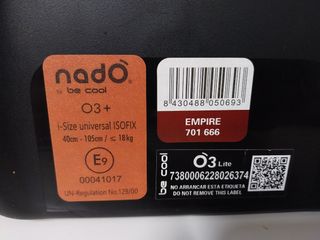 nadó
by be cool
O3+
i-Size universal ISOFIX
40cm - 105cm / ≤ 18kg
E9
00041017
UN-Regulation No.129/00
8 430488 050693
EMPIRE
701 666
be cool
O3 Lite
7380006228026374
NO ARRANCAR ESTA ETIQUETA
DO NOT REMOVE THIS LABEL